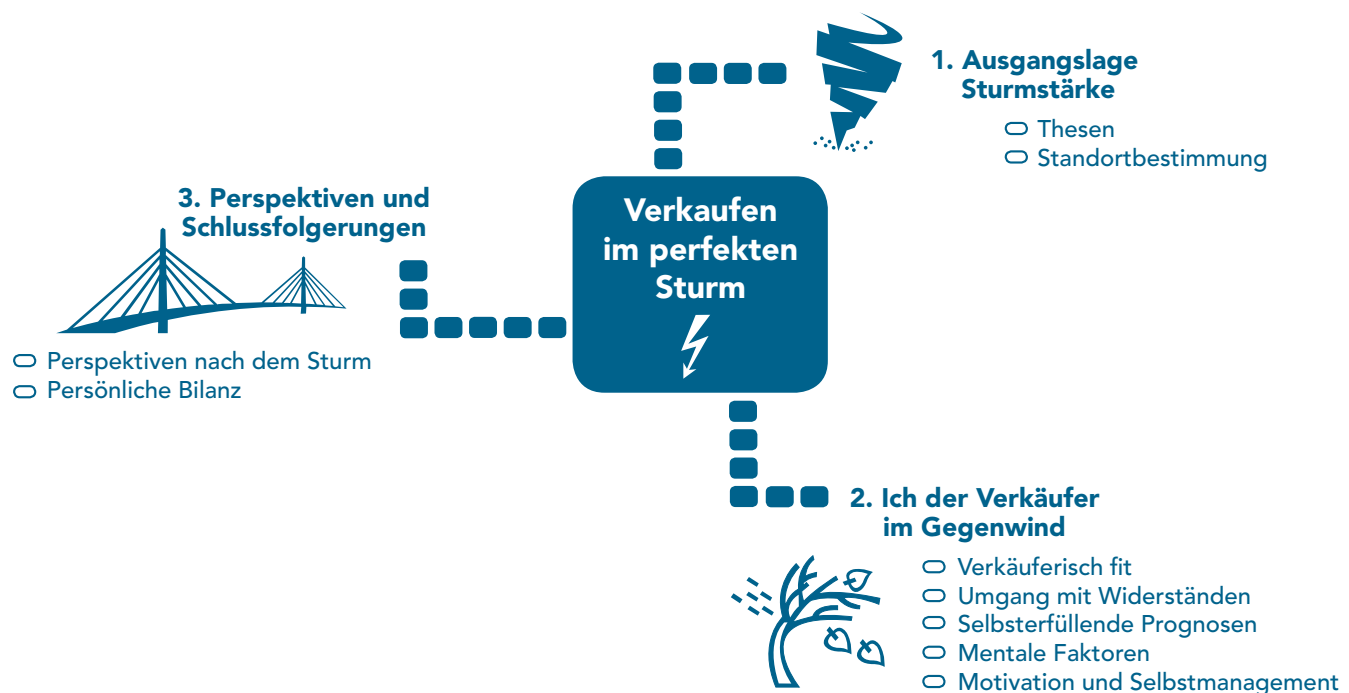 Verkaufen
im perfekten
Sturm
1. Ausgangslage
Sturmstärke
Thesen
Standortbestimmung
2. Ich der Verkäufer
im Gegenwind
Verkäuferisch fit
Umgang mit Widerständen
Selbsterfüllende Prognosen
Mentale Faktoren
Motivation und Selbstmanagement
3. Perspektiven und
Schlussfolgerungen
Perspektiven nach dem Sturm
Persönliche Bilanz